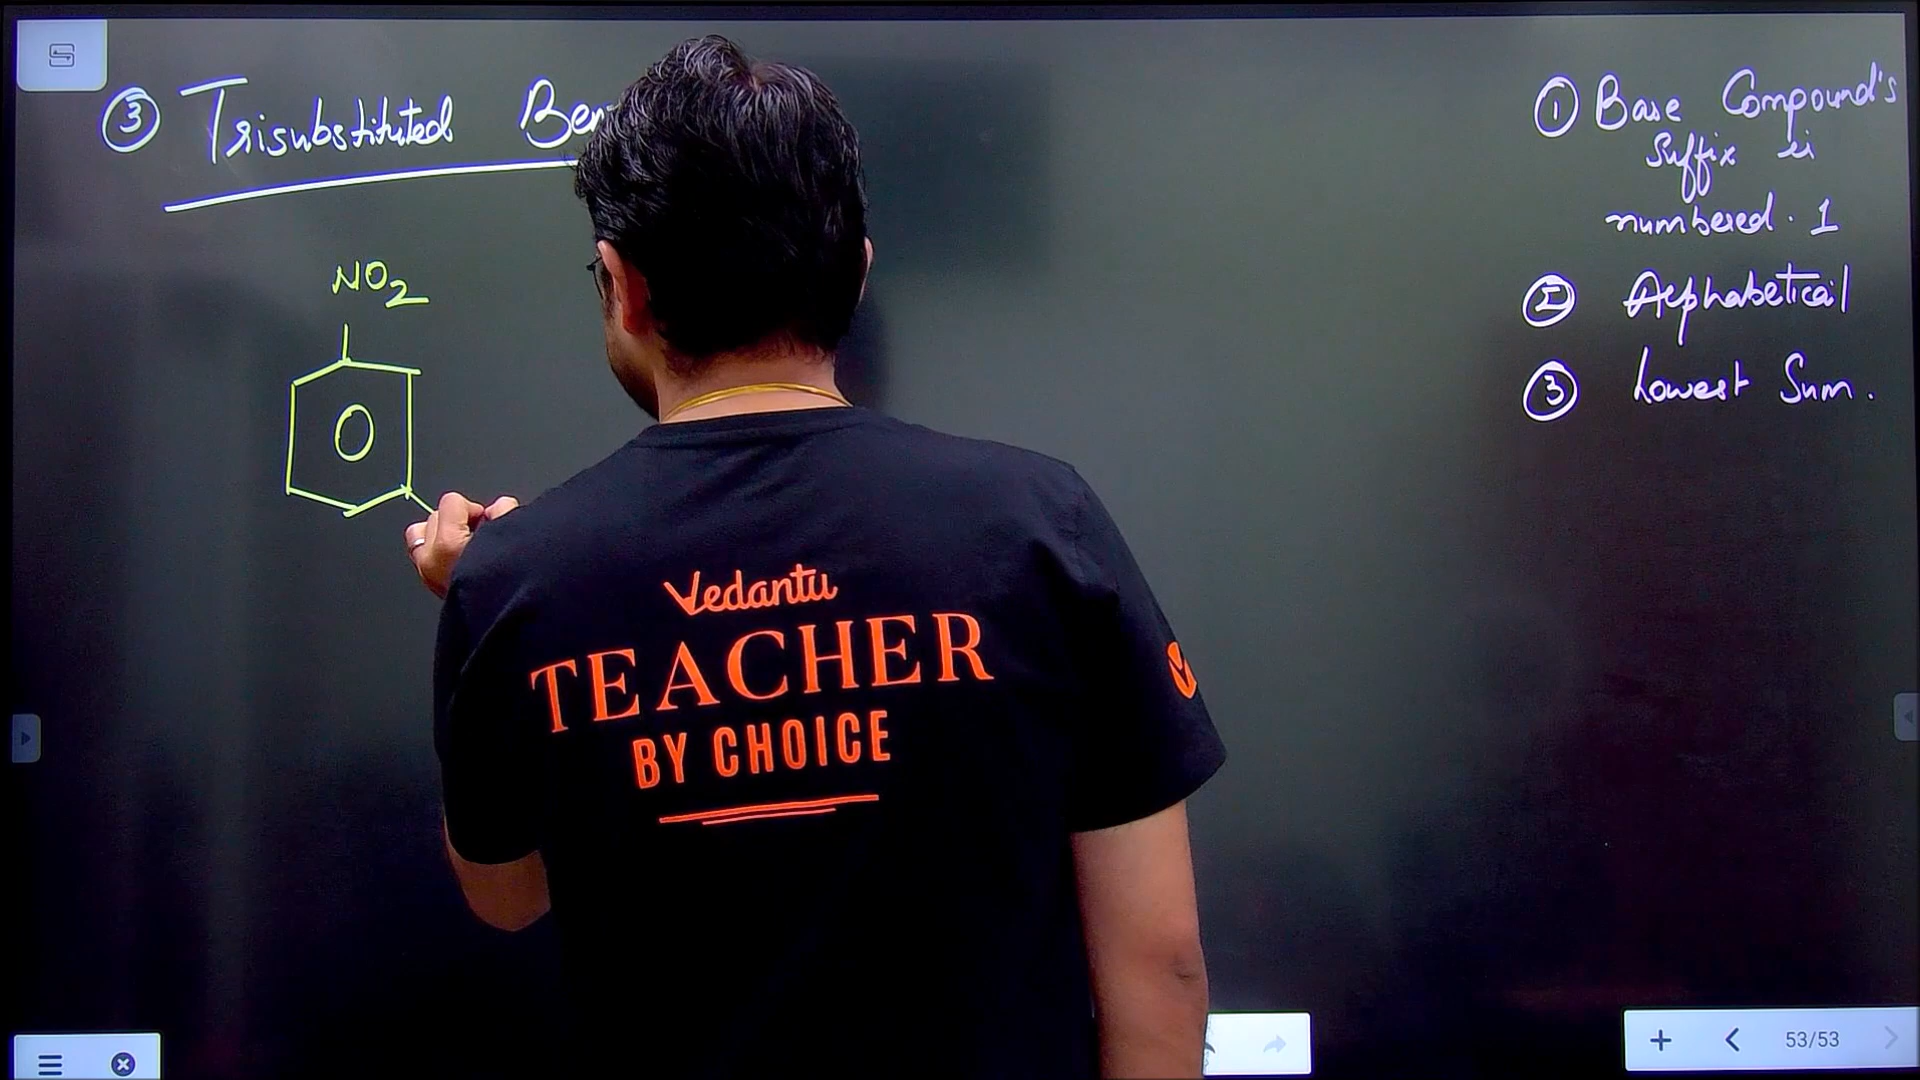 ③ Trisubstituted Ben
NO2
① Base Compound's
Suffix is
numbered. 1
② Alphabetical
③ Lowest Sum.
Vedantu
TEACHER
BY CHOICE
53/53